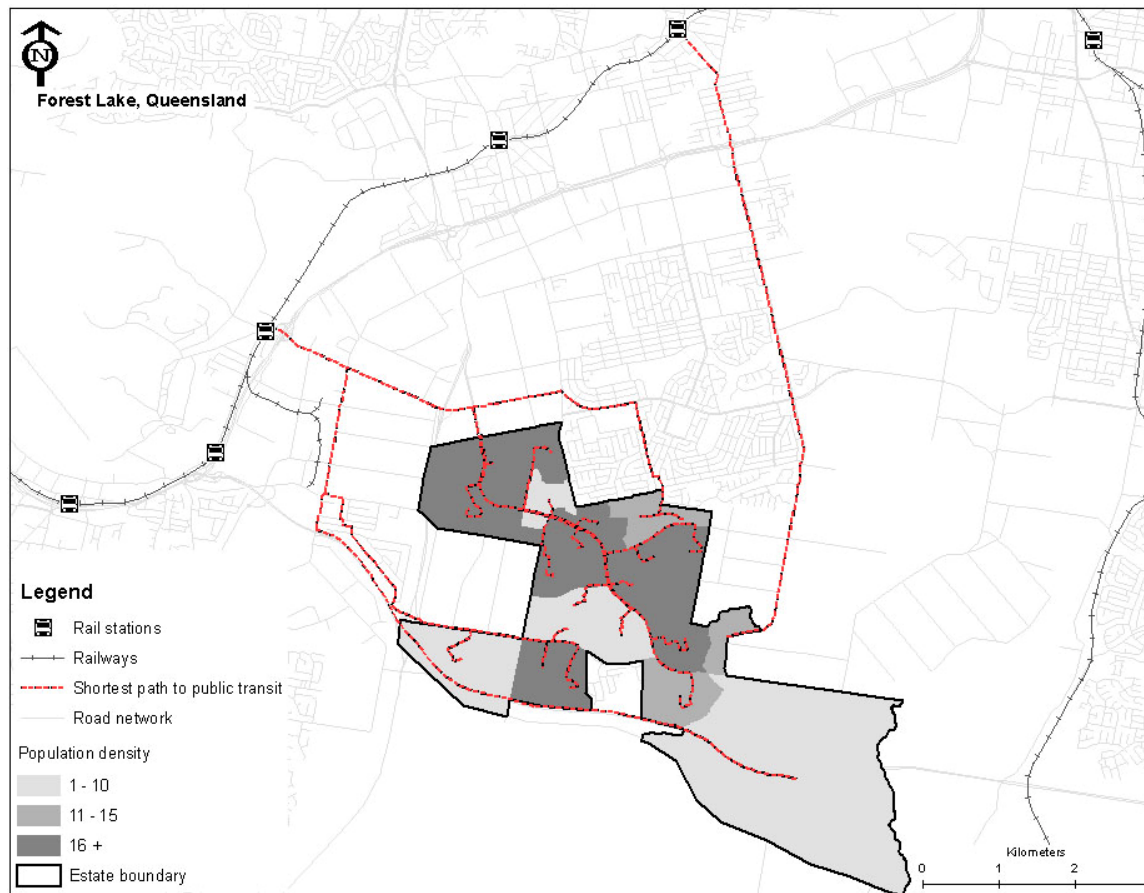 N
Forest Lake, Queensland
Legend
Rail stations
Railways
Shortest path to public transit
Road network
Population density
1 - 10
11 - 15
16 +
Estate boundary
Kilometers
0 1 2